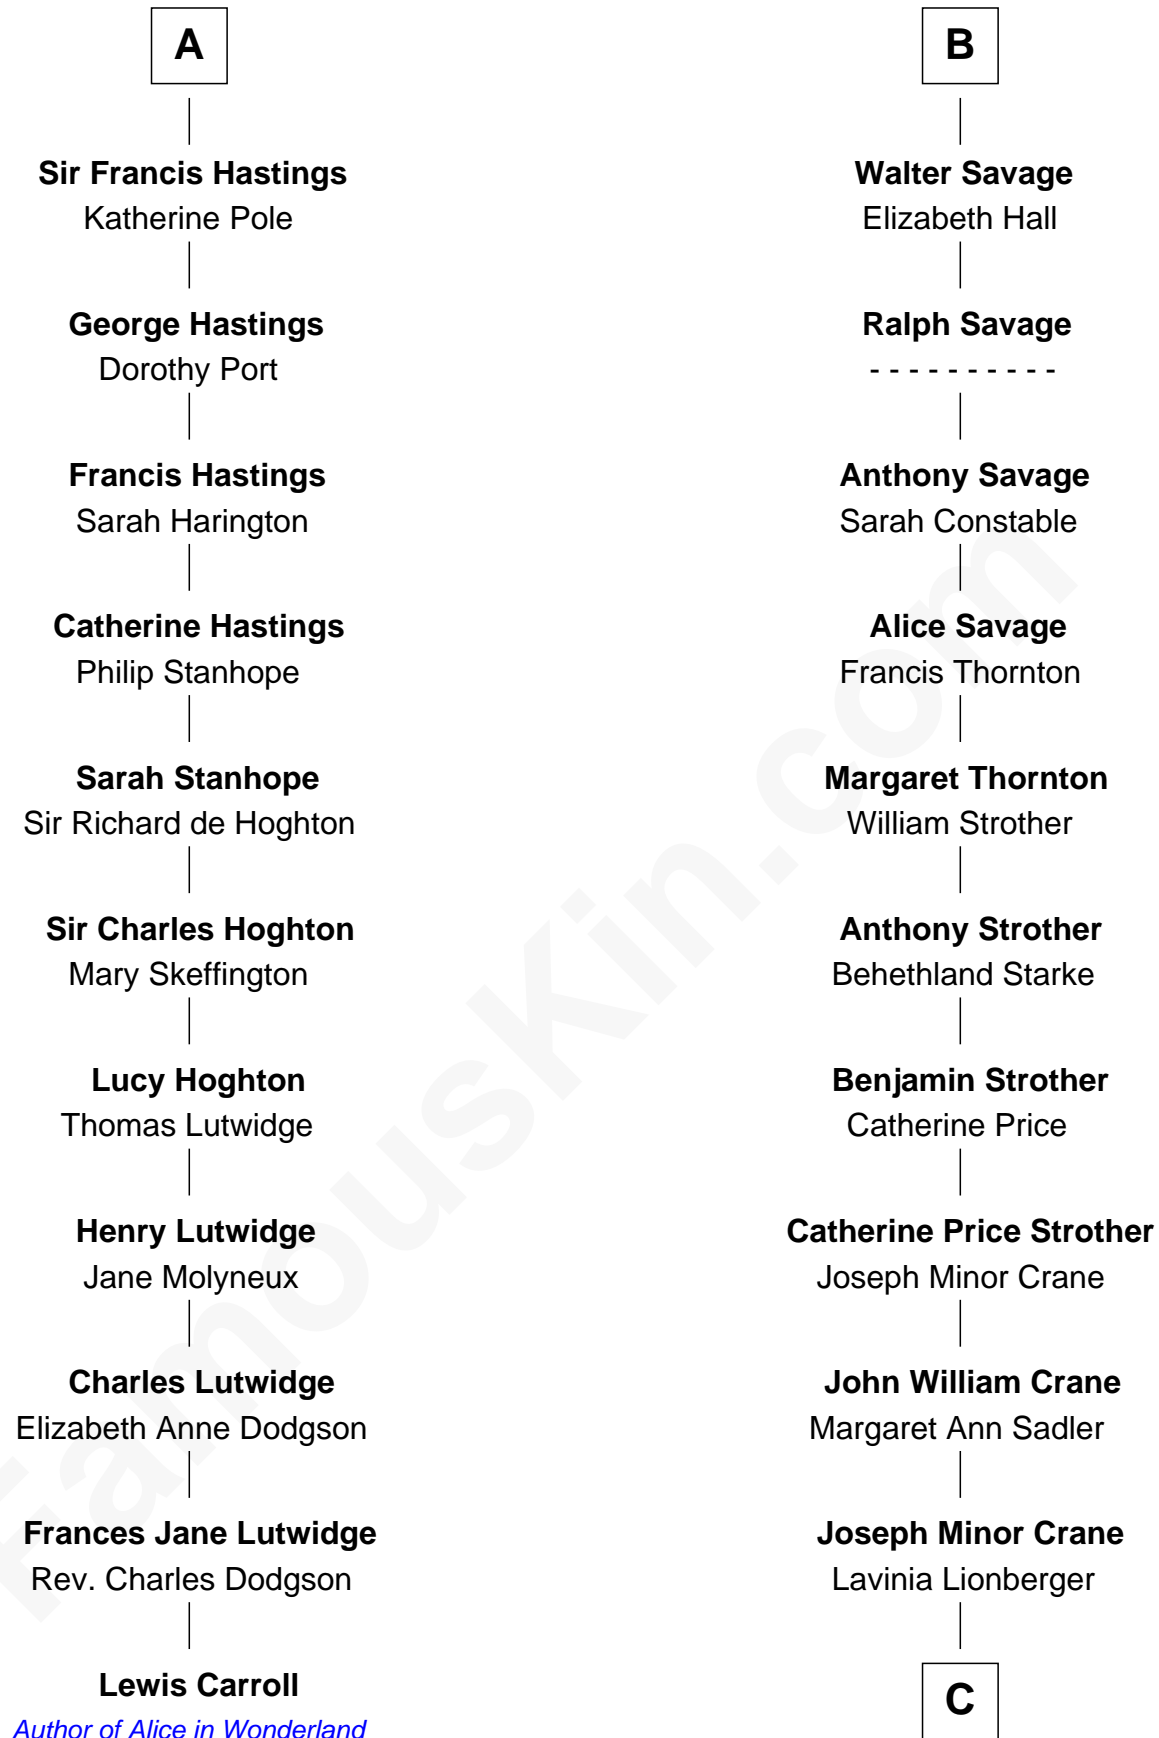 A
Sir Francis Hastings
Katherine Pole
George Hastings
Dorothy Port
Francis Hastings
Sarah Harington
Catherine Hastings
Philip Stanhope
Sarah Stanhope
Sir Richard de Hoghton
Sir Charles Hoghton
Mary Skeffington
Lucy Hoghton
Thomas Lutwidge
Henry Lutwidge
Jane Molyneux
Charles Lutwidge
Elizabeth Anne Dodgson
Frances Jane Lutwidge
Rev. Charles Dodgson
Lewis Carroll
Author of Alice in Wonderland
B
Walter Savage
Elizabeth Hall
Ralph Savage
- - - - - - - - - -
Anthony Savage
Sarah Constable
Alice Savage
Francis Thornton
Margaret Thornton
William Strother
Anthony Strother
Behethland Starke
Benjamin Strother
Catherine Price
Catherine Price Strother
Joseph Minor Crane
John William Crane
Margaret Ann Sadler
Joseph Minor Crane
Lavinia Lionberger
C
FamousKin.com